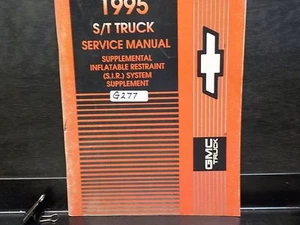 1995
S/T TRUCK
SERVICE MANUAL
SUPPLEMENTAL
INFLATABLE RESTRAINT
(S.I.R.) SYSTEM
SUPPLEMENT
G277
GMC
TRUCK